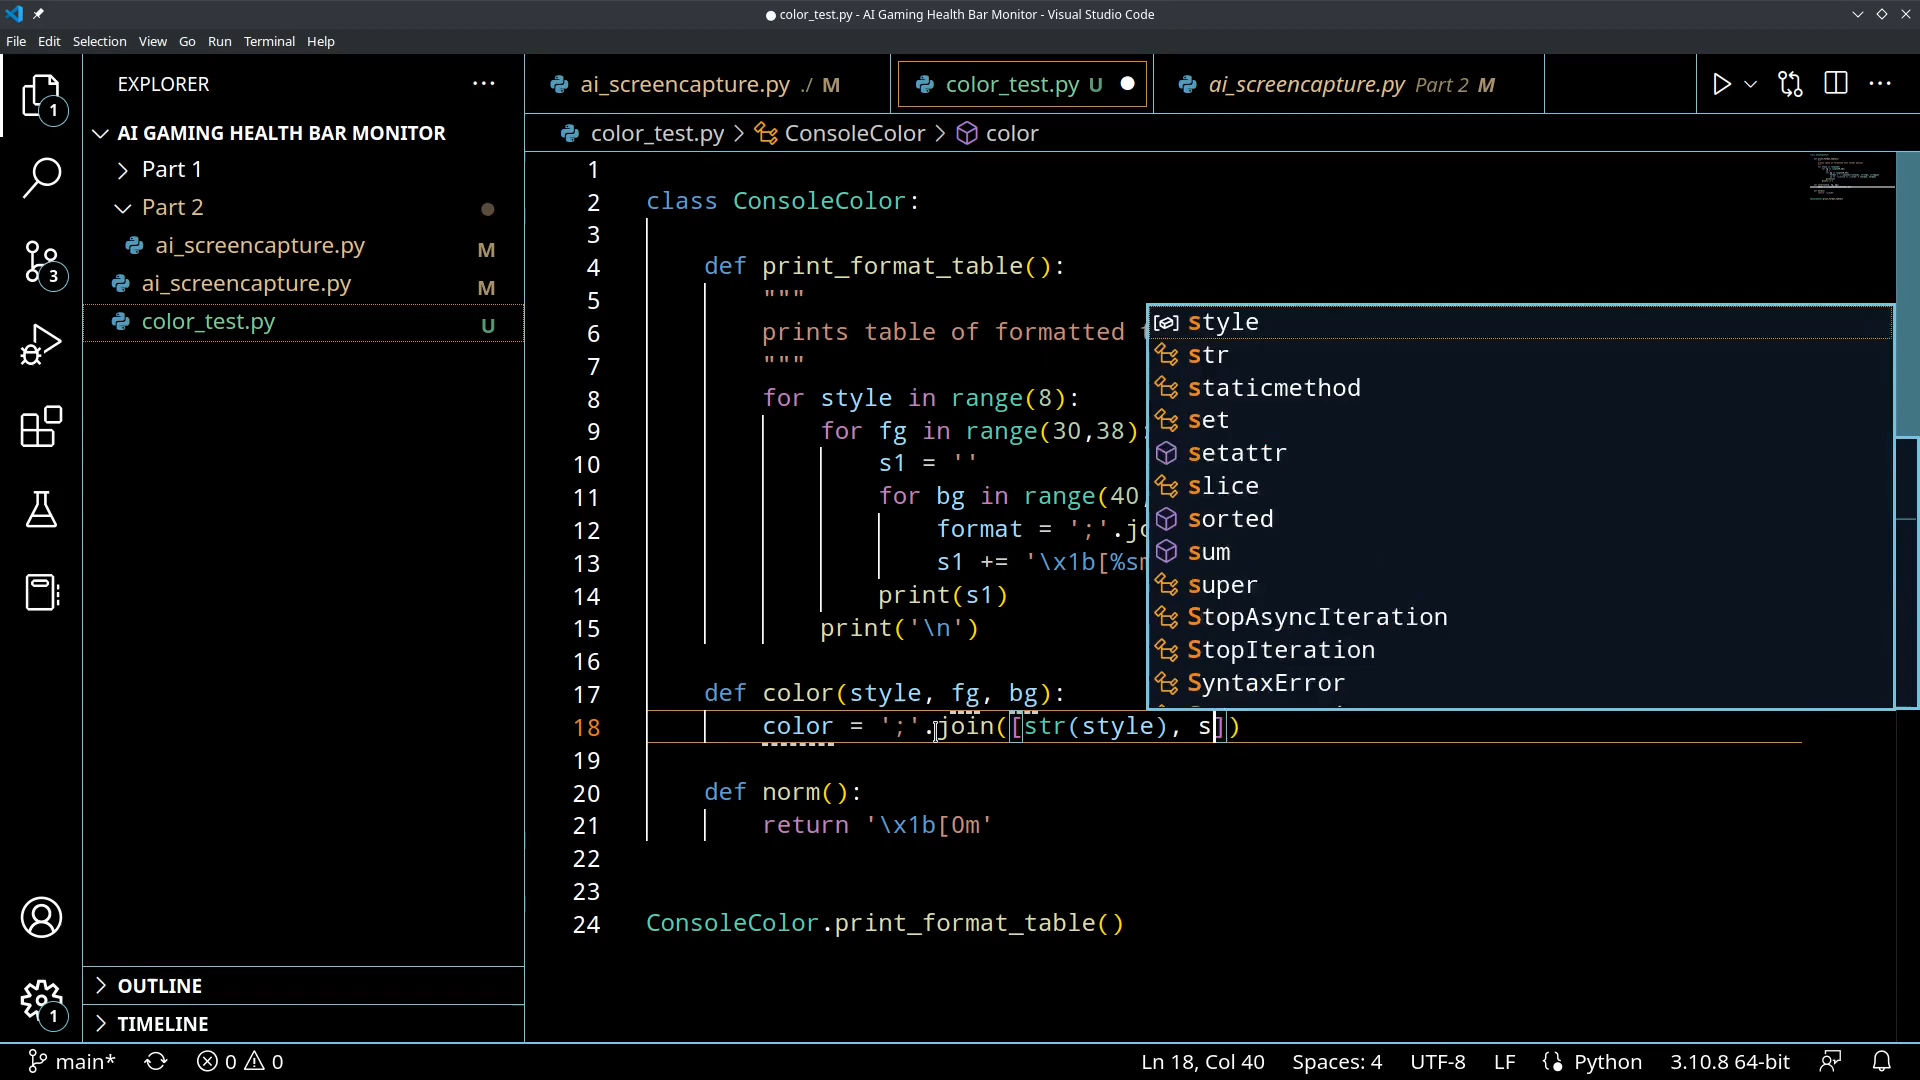 color_test.py - AI Gaming Health Bar Monitor - Visual Studio Code
File Edit Selection View Go Run Terminal Help
EXPLORER
AI GAMING HEALTH BAR MONITOR
Part 1
Part 2
ai_screencapture.py M
ai_screencapture.py M
color_test.py U
OUTLINE
TIMELINE
1
3
1
ai_screencapture.py ./ M
color_test.py U
ai_screencapture.py Part 2 M
color_test.py > ConsoleColor > color
1
2 class ConsoleColor:
3
4 def print_format_table():
5 """
6 prints table of formatted
7 """
8 for style in range(8):
9 for fg in range(30,38):
10 s1 = ''
11 for bg in range(40,
12 format = ';'.jo
13 s1 += '\x1b[%sm
14 print(s1)
15 print('\n')
16
17 def color(style, fg, bg):
18 color = ';'.join([str(style), s])
19
20 def norm():
21 return '\x1b[0m'
22
23
24 ConsoleColor.print_format_table()
style
str
staticmethod
set
setattr
slice
sorted
sum
super
StopAsyncIteration
StopIteration
SyntaxError
main* 0 0 Ln 18, Col 40 Spaces: 4 UTF-8 LF Python 3.10.8 64-bit